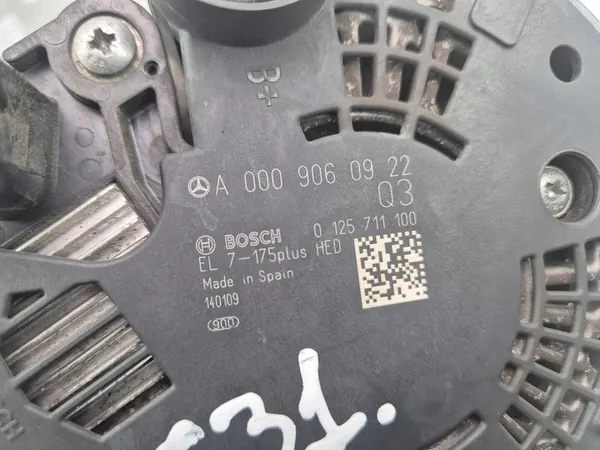 B+
A 000 906 09 22
Q3
BOSCH 0 125 711 100
EL 7-175plus HED
Made in Spain
140109
900
31.